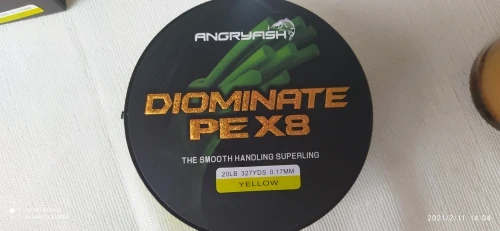 ANGRYFISH
DIOMINATE
PE X8
THE SMOOTH HANDLING SUPERLING
20LB 327YDS 0.17MM
YELLOW
2021/2/11 14:04